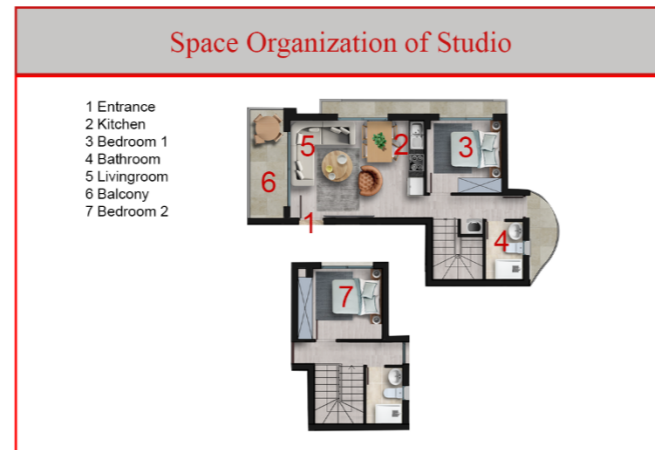 Space Organization of Studio
1 Entrance
2 Kitchen
3 Bedroom 1
4 Bathroom
5 Livingroom
6 Balcony
7 Bedroom 2
5
2
3
6
1
4
7